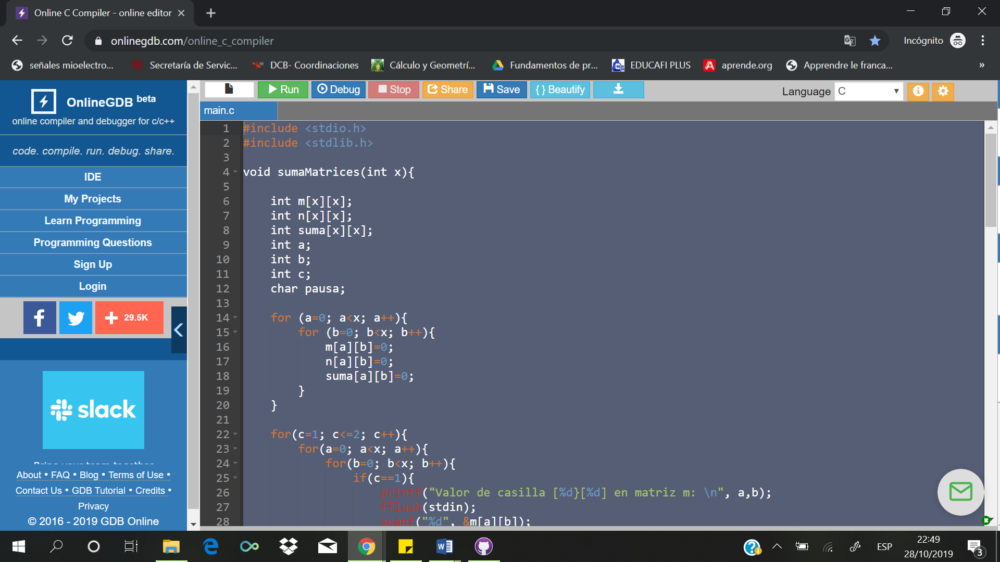 Online C Compiler - online editor
onlinegdb.com/online_c_compiler
Incógnito
señales mioelectro...
Secretaría de Servic...
DCB- Coordinaciones
Cálculo y Geometrí...
Fundamentos de pr...
EDUCAFI PLUS
aprende.org
Apprendre le franca...
»
OnlineGDB beta
online compiler and debugger for c/c++
code. compile. run. debug. share.
IDE
My Projects
Learn Programming
Programming Questions
Sign Up
Login
29.5K
slack
About • FAQ • Blog • Terms of Use •
Contact Us • GDB Tutorial • Credits •
Privacy
© 2016 - 2019 GDB Online
Run
Debug
Stop
Share
Save
{ } Beautify
Language C
main.c
1 #include <stdio.h>
2 #include <stdlib.h>
3
4 void sumaMatrices(int x){
5
6 int m[x][x];
7 int n[x][x];
8 int suma[x][x];
9 int a;
10 int b;
11 int c;
12 char pausa;
13
14 for (a=0; a<x; a++){
15 for (b=0; b<x; b++){
16 m[a][b]=0;
17 n[a][b]=0;
18 suma[a][b]=0;
19 }
20 }
21
22 for(c=1; c<=2; c++){
23 for(a=0; a<x; a++){
24 for(b=0; b<x; b++){
25 if(c==1){
26 printf("Valor de casilla [%d}[%d] en matriz m: \n", a,b);
27 fflush(stdin);
28 scanf("%d", &m[a][b]);
ESP
22:49
28/10/2019
3